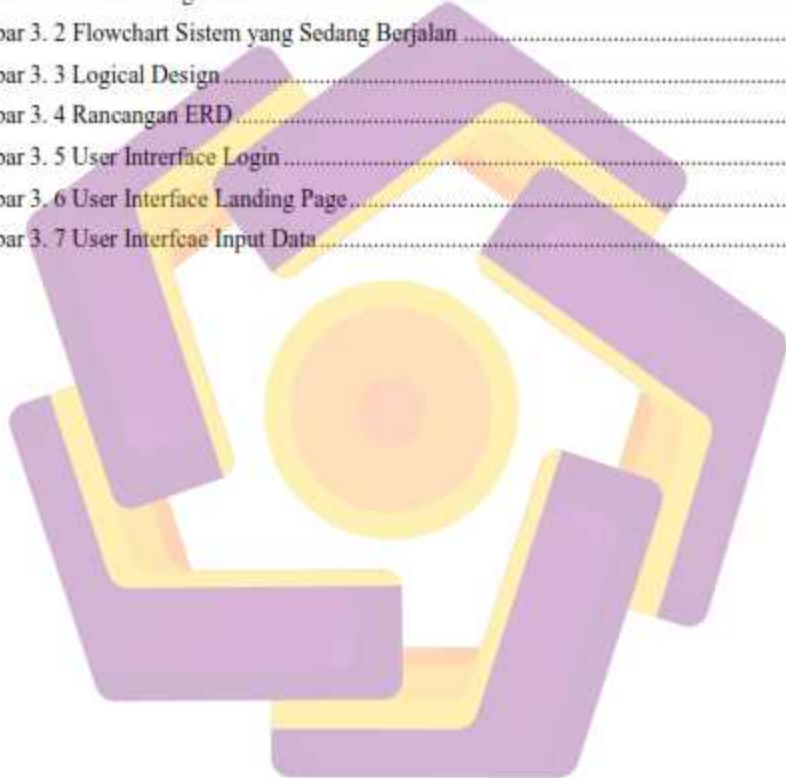 bar 3. 2 Flowchart Sistem yang Sedang Berjalan ..........................................................
bar 3. 3 Logical Design ..........................................................................................................
bar 3. 4 Rancangan ERD ........................................................................................................
bar 3. 5 User Intrerface Login ..............................................................................................
bar 3. 6 User Interface Landing Page ..................................................................................
bar 3. 7 User Interfcae Input Data .......................................................................................